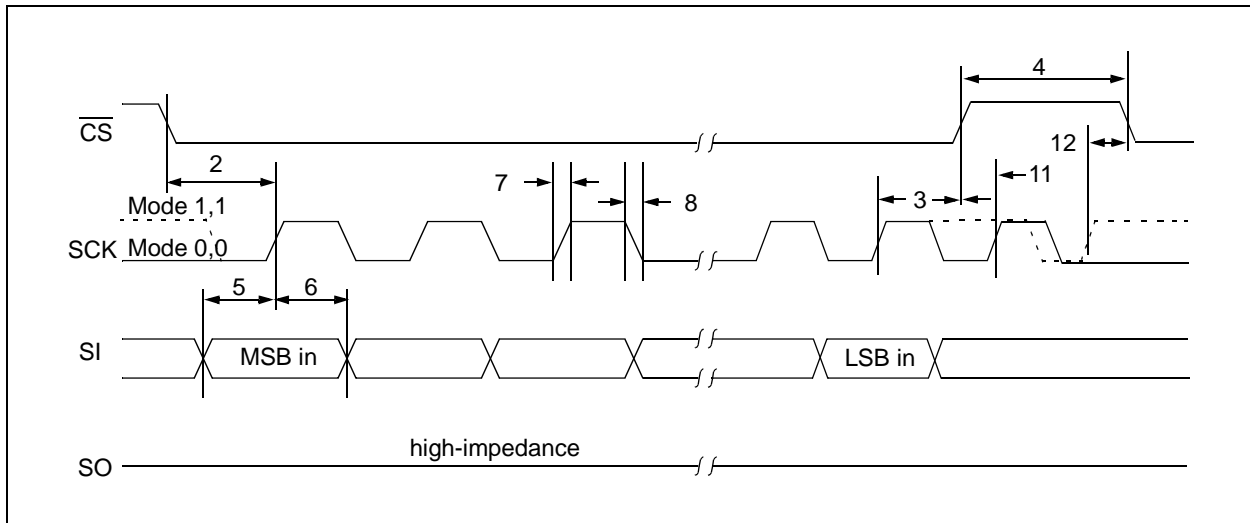 4
CS
12
2
7
8
3
11
Mode 1,1
SCK Mode 0,0
5
6
SI
MSB in
LSB in
high-impedance
SO